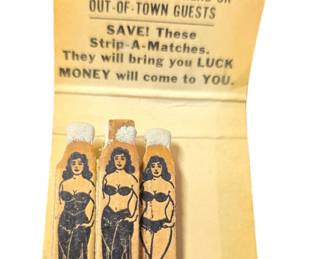 OUT-OF-TOWN GUESTS
SAVE! These
Strip-A-Matches.
They will bring you LUCK
MONEY will come to YOU.